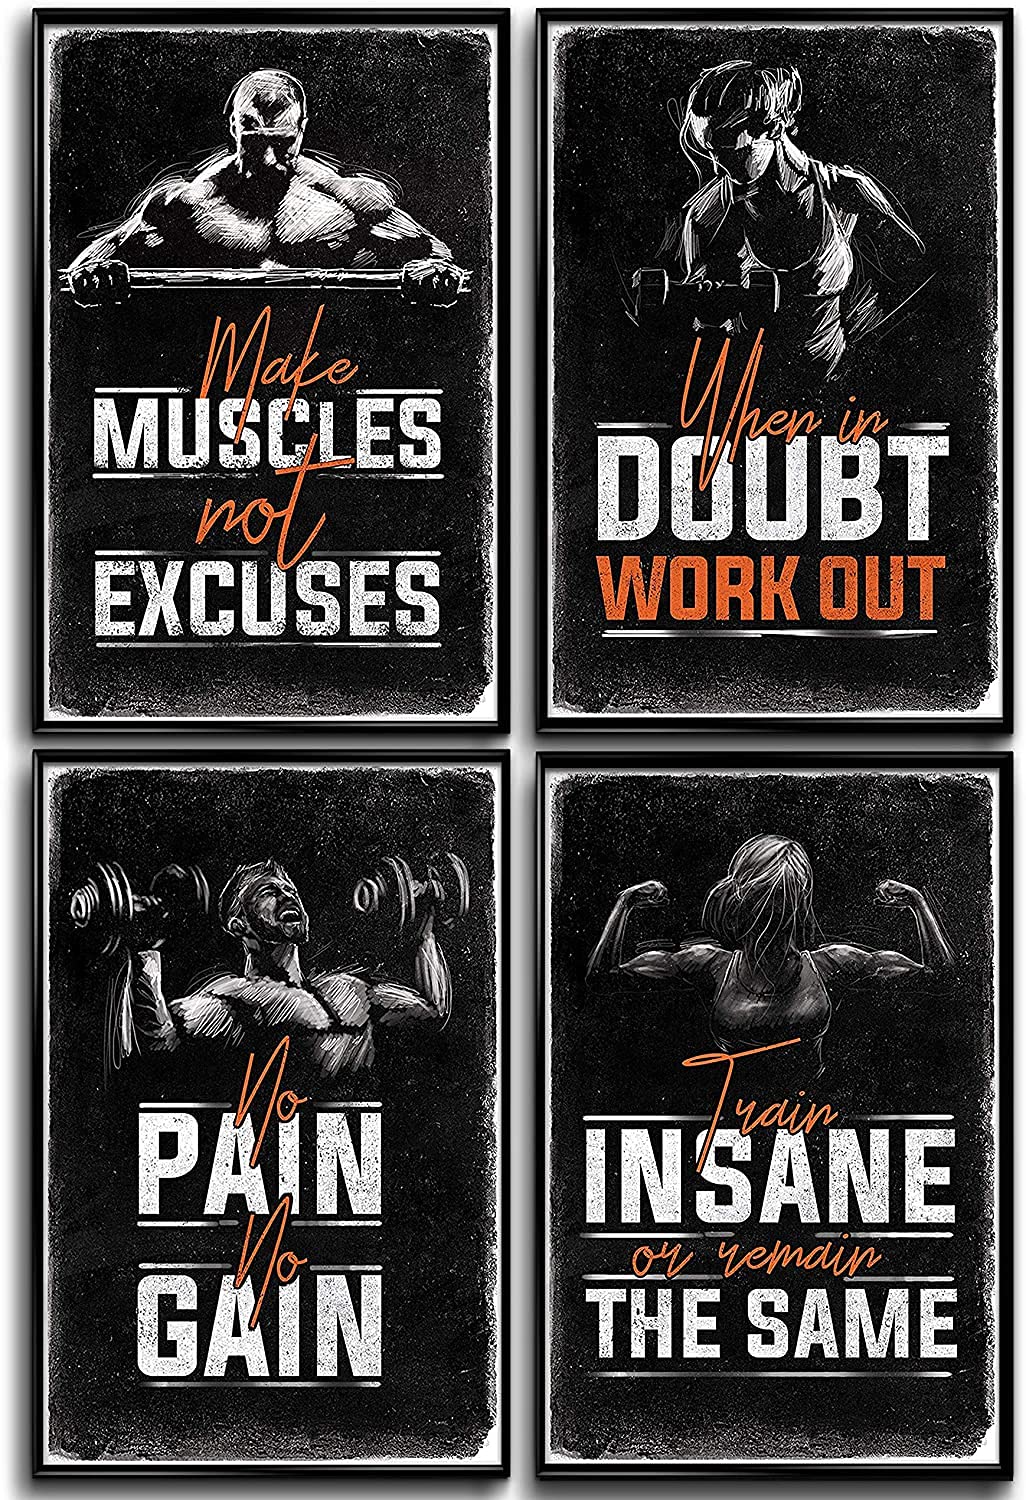 Make
MUSCLES
not
EXCUSES
When in
DOUBT
WORK OUT
No
PAIN
No
GAIN
Train
INSANE
or remain
THE SAME